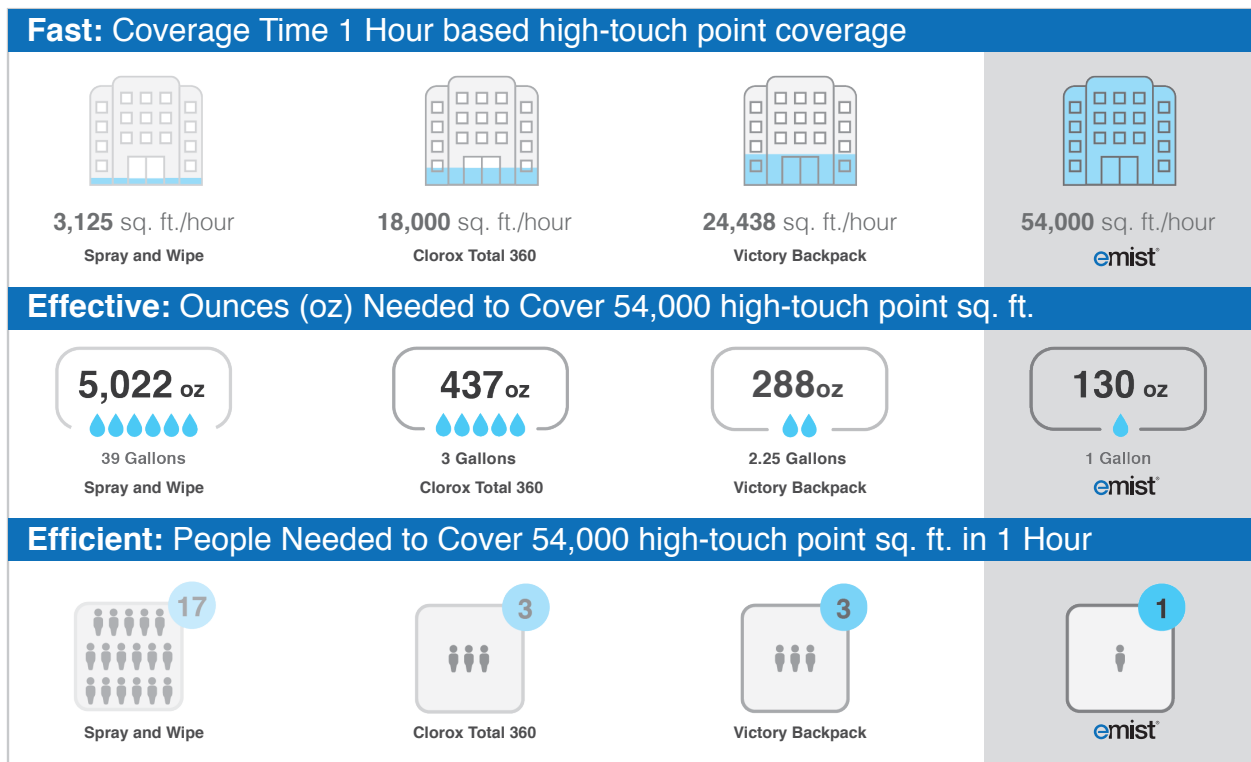 Fast: Coverage Time 1 Hour based high-touch point coverage
3,125 sq. ft./hour
Spray and Wipe
18,000 sq. ft./hour
Clorox Total 360
24,438 sq. ft./hour
Victory Backpack
54,000 sq. ft./hour
emist®
Effective: Ounces (oz) Needed to Cover 54,000 high-touch point sq. ft.
5,022 oz
39 Gallons
Spray and Wipe
437oz
3 Gallons
Clorox Total 360
288oz
2.25 Gallons
Victory Backpack
130 oz
1 Gallon
emist®
Efficient: People Needed to Cover 54,000 high-touch point sq. ft. in 1 Hour
17
Spray and Wipe
3
Clorox Total 360
3
Victory Backpack
1
emist®